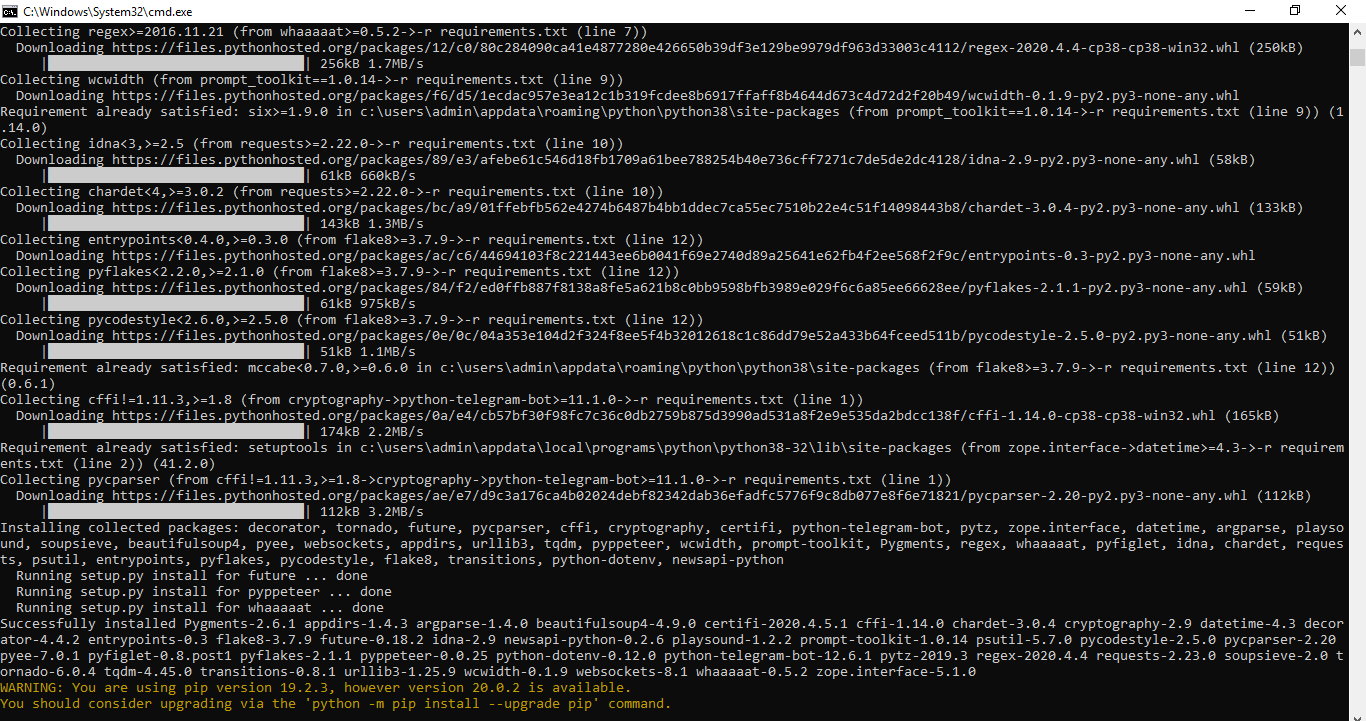 C:\Windows\System32\cmd.exe
Collecting regex>=2016.11.21 (from whaaaaat>=0.5.2->-r requirements.txt (line 7))
  Downloading https://files.pythonhosted.org/packages/12/c0/80c284090ca41e4877280e426650b39df3e129be9979df963d33003c4112/regex-2020.4.4-cp38-cp38-win32.whl (250kB)
     |████████████████████████████████| 256kB 1.7MB/s
Collecting wcwidth (from prompt_toolkit==1.0.14->-r requirements.txt (line 9))
  Downloading https://files.pythonhosted.org/packages/f6/d5/1ecdac957e3ea12c1b319fcdee8b6917ffaff8b4644d673c4d72d2f20b49/wcwidth-0.1.9-py2.py3-none-any.whl
Requirement already satisfied: six>=1.9.0 in c:\users\admin\appdata\roaming\python\python38\site-packages (from prompt_toolkit==1.0.14->-r requirements.txt (line 9)) (1
.14.0)
Collecting idna<3,>=2.5 (from requests>=2.22.0->-r requirements.txt (line 10))
  Downloading https://files.pythonhosted.org/packages/89/e3/afebe61c546d18fb1709a61bee788254b40e736cff7271c7de5de2dc4128/idna-2.9-py2.py3-none-any.whl (58kB)
     |████████████████████████████████| 61kB 660kB/s
Collecting chardet<4,>=3.0.2 (from requests>=2.22.0->-r requirements.txt (line 10))
  Downloading https://files.pythonhosted.org/packages/bc/a9/01ffebfb562e4274b6487b4bb1ddec7ca55ec7510b22e4c51f14098443b8/chardet-3.0.4-py2.py3-none-any.whl (133kB)
     |████████████████████████████████| 143kB 1.3MB/s
Collecting entrypoints<0.4.0,>=0.3.0 (from flake8>=3.7.9->-r requirements.txt (line 12))
  Downloading https://files.pythonhosted.org/packages/ac/c6/44694103f8c221443ee6b0041f69e2740d89a25641e62fb4f2ee568f2f9c/entrypoints-0.3-py2.py3-none-any.whl
Collecting pyflakes<2.2.0,>=2.1.0 (from flake8>=3.7.9->-r requirements.txt (line 12))
  Downloading https://files.pythonhosted.org/packages/84/f2/ed0ffb887f8138a8fe5a621b8c0bb9598bfb3989e029f6c6a85ee66628ee/pyflakes-2.1.1-py2.py3-none-any.whl (59kB)
     |████████████████████████████████| 61kB 975kB/s
Collecting pycodestyle<2.6.0,>=2.5.0 (from flake8>=3.7.9->-r requirements.txt (line 12))
  Downloading https://files.pythonhosted.org/packages/0e/0c/04a353e104d2f324f8ee5f4b32012618c1c86dd79e52a433b64fceed511b/pycodestyle-2.5.0-py2.py3-none-any.whl (51kB)
     |████████████████████████████████| 51kB 1.1MB/s
Requirement already satisfied: mccabe<0.7.0,>=0.6.0 in c:\users\admin\appdata\roaming\python\python38\site-packages (from flake8>=3.7.9->-r requirements.txt (line 12))
(0.6.1)
Collecting cffi!=1.11.3,>=1.8 (from cryptography->python-telegram-bot>=11.1.0->-r requirements.txt (line 1))
  Downloading https://files.pythonhosted.org/packages/0a/e4/cb57bf30f98fc7c36c0db2759b875d3990ad531a8f2e9e535da2bdcc138f/cffi-1.14.0-cp38-cp38-win32.whl (165kB)
     |████████████████████████████████| 174kB 2.2MB/s
Requirement already satisfied: setuptools in c:\users\admin\appdata\local\programs\python\python38-32\lib\site-packages (from zope.interface->datetime>=4.3->-r requirem
ents.txt (line 2)) (41.2.0)
Collecting pycparser (from cffi!=1.11.3,>=1.8->cryptography->python-telegram-bot>=11.1.0->-r requirements.txt (line 1))
  Downloading https://files.pythonhosted.org/packages/ae/e7/d9c3a176ca4b02024debf82342dab36efadfc5776f9c8db077e8f6e71821/pycparser-2.20-py2.py3-none-any.whl (112kB)
     |████████████████████████████████| 112kB 3.2MB/s
Installing collected packages: decorator, tornado, future, pycparser, cffi, cryptography, certifi, python-telegram-bot, pytz, zope.interface, datetime, argparse, playso
und, soupsieve, beautifulsoup4, pyee, websockets, appdirs, urllib3, tqdm, pyppeteer, wcwidth, prompt-toolkit, Pygments, regex, whaaaaat, pyfiglet, idna, chardet, reques
ts, psutil, entrypoints, pyflakes, pycodestyle, flake8, transitions, python-dotenv, newsapi-python
  Running setup.py install for future ... done
  Running setup.py install for pyppeteer ... done
  Running setup.py install for whaaaaat ... done
Successfully installed Pygments-2.6.1 appdirs-1.4.3 argparse-1.4.0 beautifulsoup4-4.9.0 certifi-2020.4.5.1 cffi-1.14.0 chardet-3.0.4 cryptography-2.9 datetime-4.3 decor
ator-4.4.2 entrypoints-0.3 flake8-3.7.9 future-0.18.2 idna-2.9 newsapi-python-0.2.6 playsound-1.2.2 prompt-toolkit-1.0.14 psutil-5.7.0 pycodestyle-2.5.0 pycparser-2.20
pyee-7.0.1 pyfiglet-0.8.post1 pyflakes-2.1.1 pyppeteer-0.0.25 python-dotenv-0.12.0 python-telegram-bot-12.6.1 pytz-2019.3 regex-2020.4.4 requests-2.23.0 soupsieve-2.0 t
ornado-6.0.4 tqdm-4.45.0 transitions-0.8.1 urllib3-1.25.9 wcwidth-0.1.9 websockets-8.1 whaaaaat-0.5.2 zope.interface-5.1.0
WARNING: You are using pip version 19.2.3, however version 20.0.2 is available.
You should consider upgrading via the 'python -m pip install --upgrade pip' command.